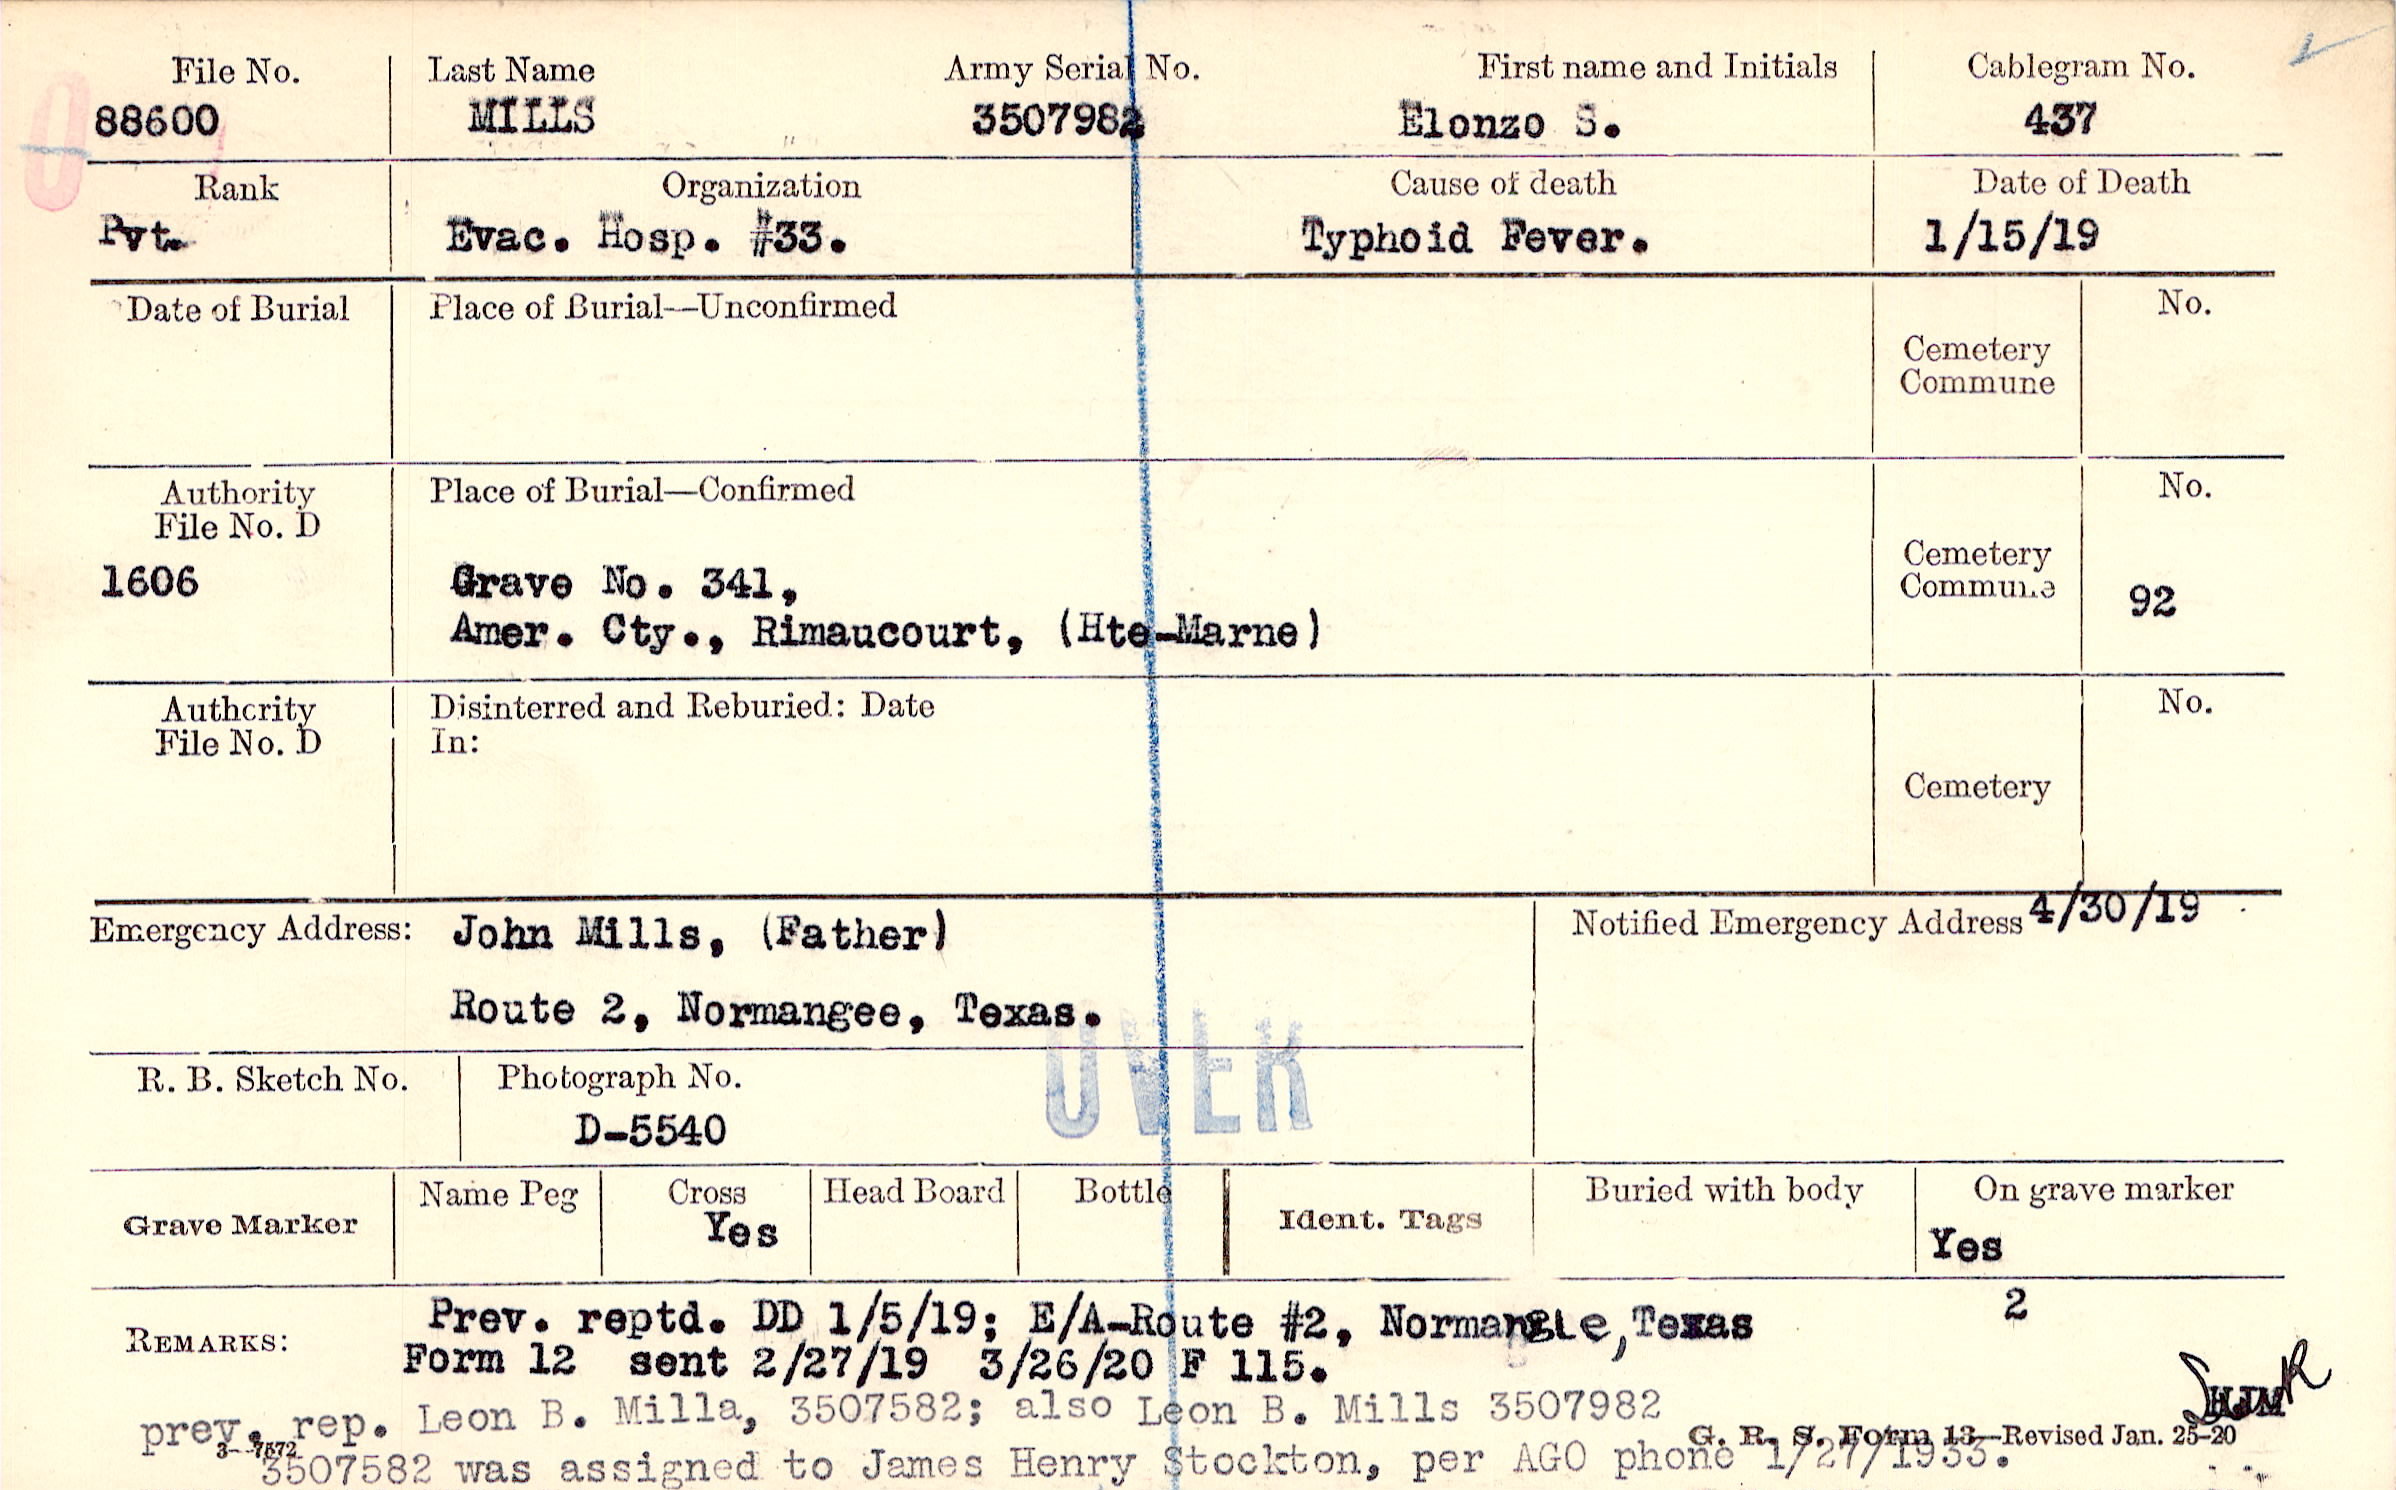 File No. Last Name Army Serial No. First name and Initials Cablegram No.
88600 MILLS 3507982 Elonzo S. 437
Rank Organization Cause of death Date of Death
Pvt. Evac. Hosp. #33. Typhoid Fever. 1/15/19
Date of Burial Place of Burial—Unconfirmed No.
Cemetery
Commune
Authority Place of Burial—Confirmed No.
File No. D
Cemetery
1606 Grave No. 341, Commune 92
Amer. Cty., Rimaucourt, (Hte-Marne)
Authority Disinterred and Reburied: Date No.
File No. D In:
Cemetery
Emergency Address: John Mills, (Father) Notified Emergency Address 4/30/19
Route 2, Normangee, Texas.
OVER
R. B. Sketch No. Photograph No.
D-5540
Name Peg Cross Head Board Bottle Buried with body On grave marker
Grave Marker Yes Ident. Tags Yes
2
REMARKS: Prev. reptd. DD 1/5/19; E/A-Route #2, Texas
Form 12 sent 2/27/19 3/26/20 F 115.
HJM
prev. rep. Leon B. Milla, 3507582; also Leon B. Mills 3507982
3—7572 G. R. S. Form 13—Revised Jan. 25-20
3507582 was assigned to James Henry Stockton, per AGO phone 1/27/1933.